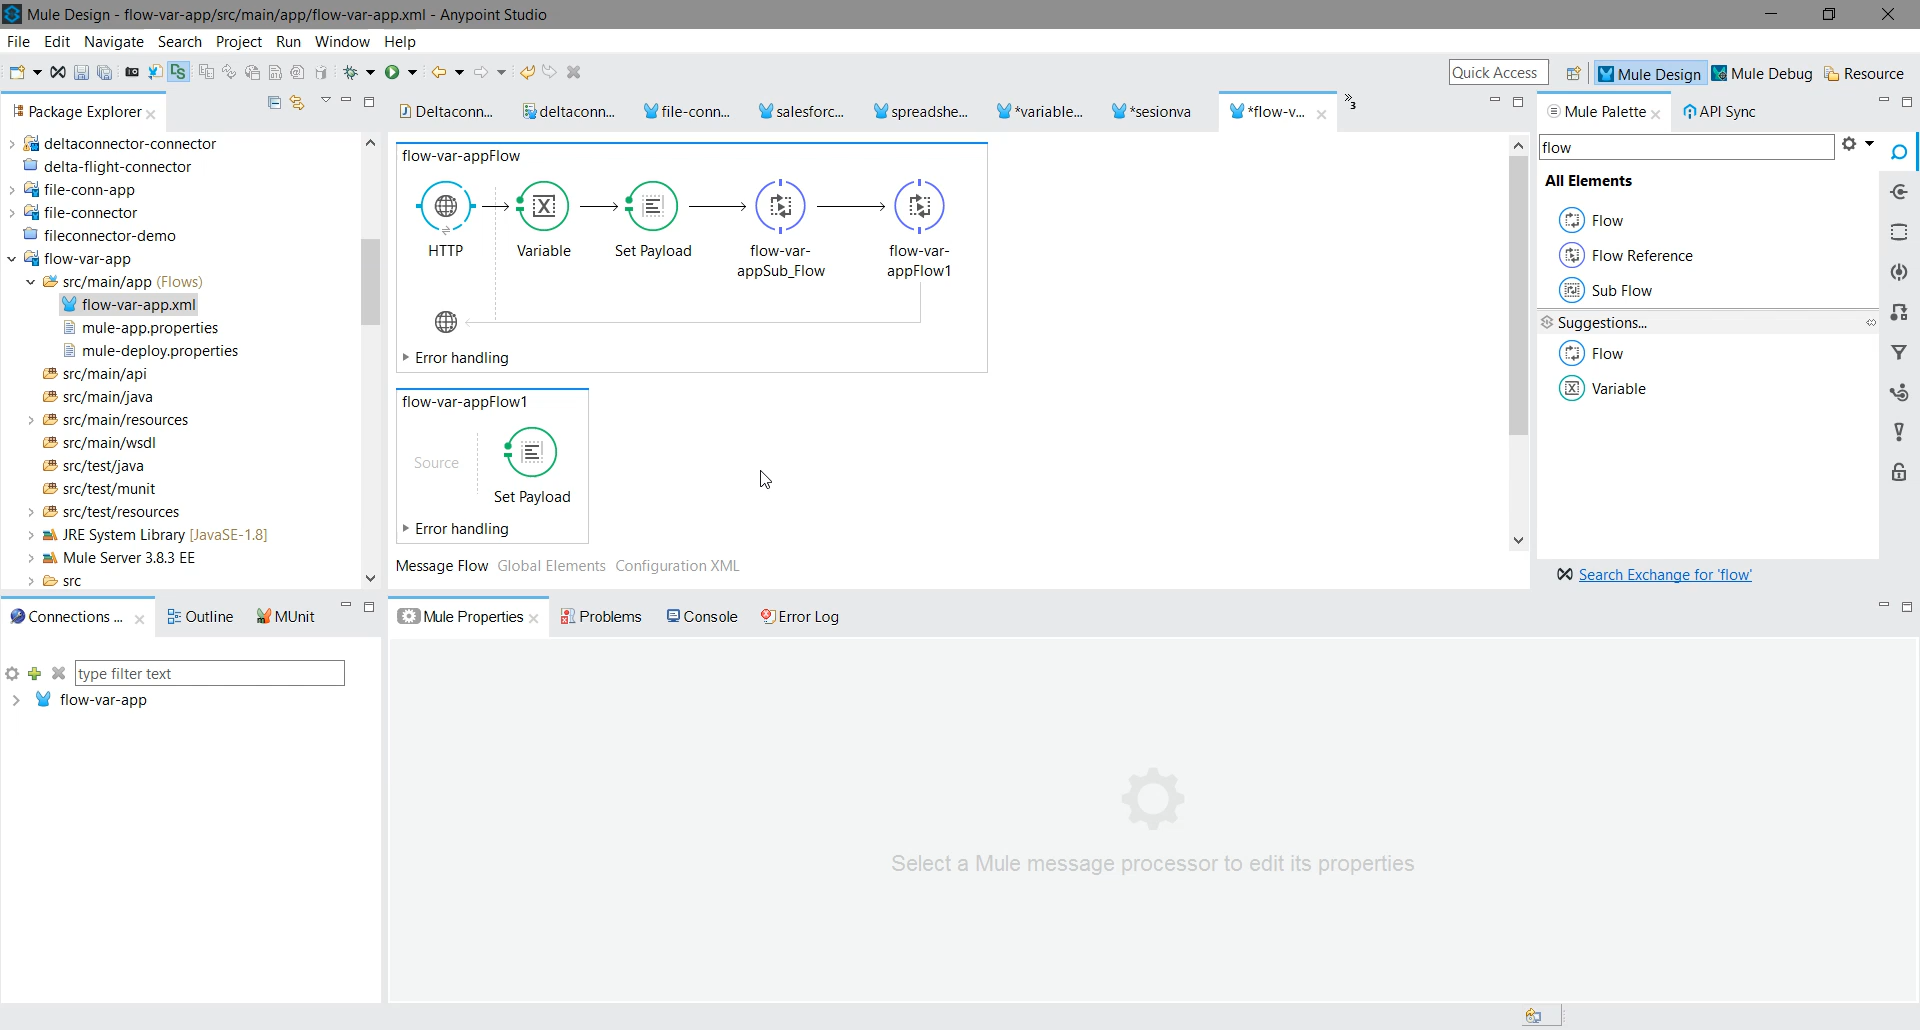 Mule Design - flow-var-app/src/main/app/flow-var-app.xml - Anypoint Studio
File Edit Navigate Search Project Run Window Help
Quick Access Mule Design Mule Debug Resource
Package Explorer
deltaconnector-connector
delta-flight-connector
file-conn-app
file-connector
fileconnector-demo
flow-var-app
src/main/app (Flows)
flow-var-app.xml
mule-app.properties
mule-deploy.properties
src/main/api
src/main/java
src/main/resources
src/main/wsdl
src/test/java
src/test/munit
src/test/resources
JRE System Library [JavaSE-1.8]
Mule Server 3.8.3 EE
src
Deltaconn... deltaconn... file-conn... salesforc... spreadshe... *variable... *sesionva *flow-v... »3
flow-var-appFlow
HTTP
Variable
Set Payload
flow-var-
appSub_Flow
flow-var-
appFlow1
Error handling
flow-var-appFlow1
Source
Set Payload
Error handling
Message Flow Global Elements Configuration XML
Mule Palette API Sync
flow
All Elements
Flow
Flow Reference
Sub Flow
Suggestions...
Flow
Variable
Search Exchange for 'flow'
Connections ... Outline MUnit
type filter text
flow-var-app
Mule Properties Problems Console Error Log
Select a Mule message processor to edit its properties